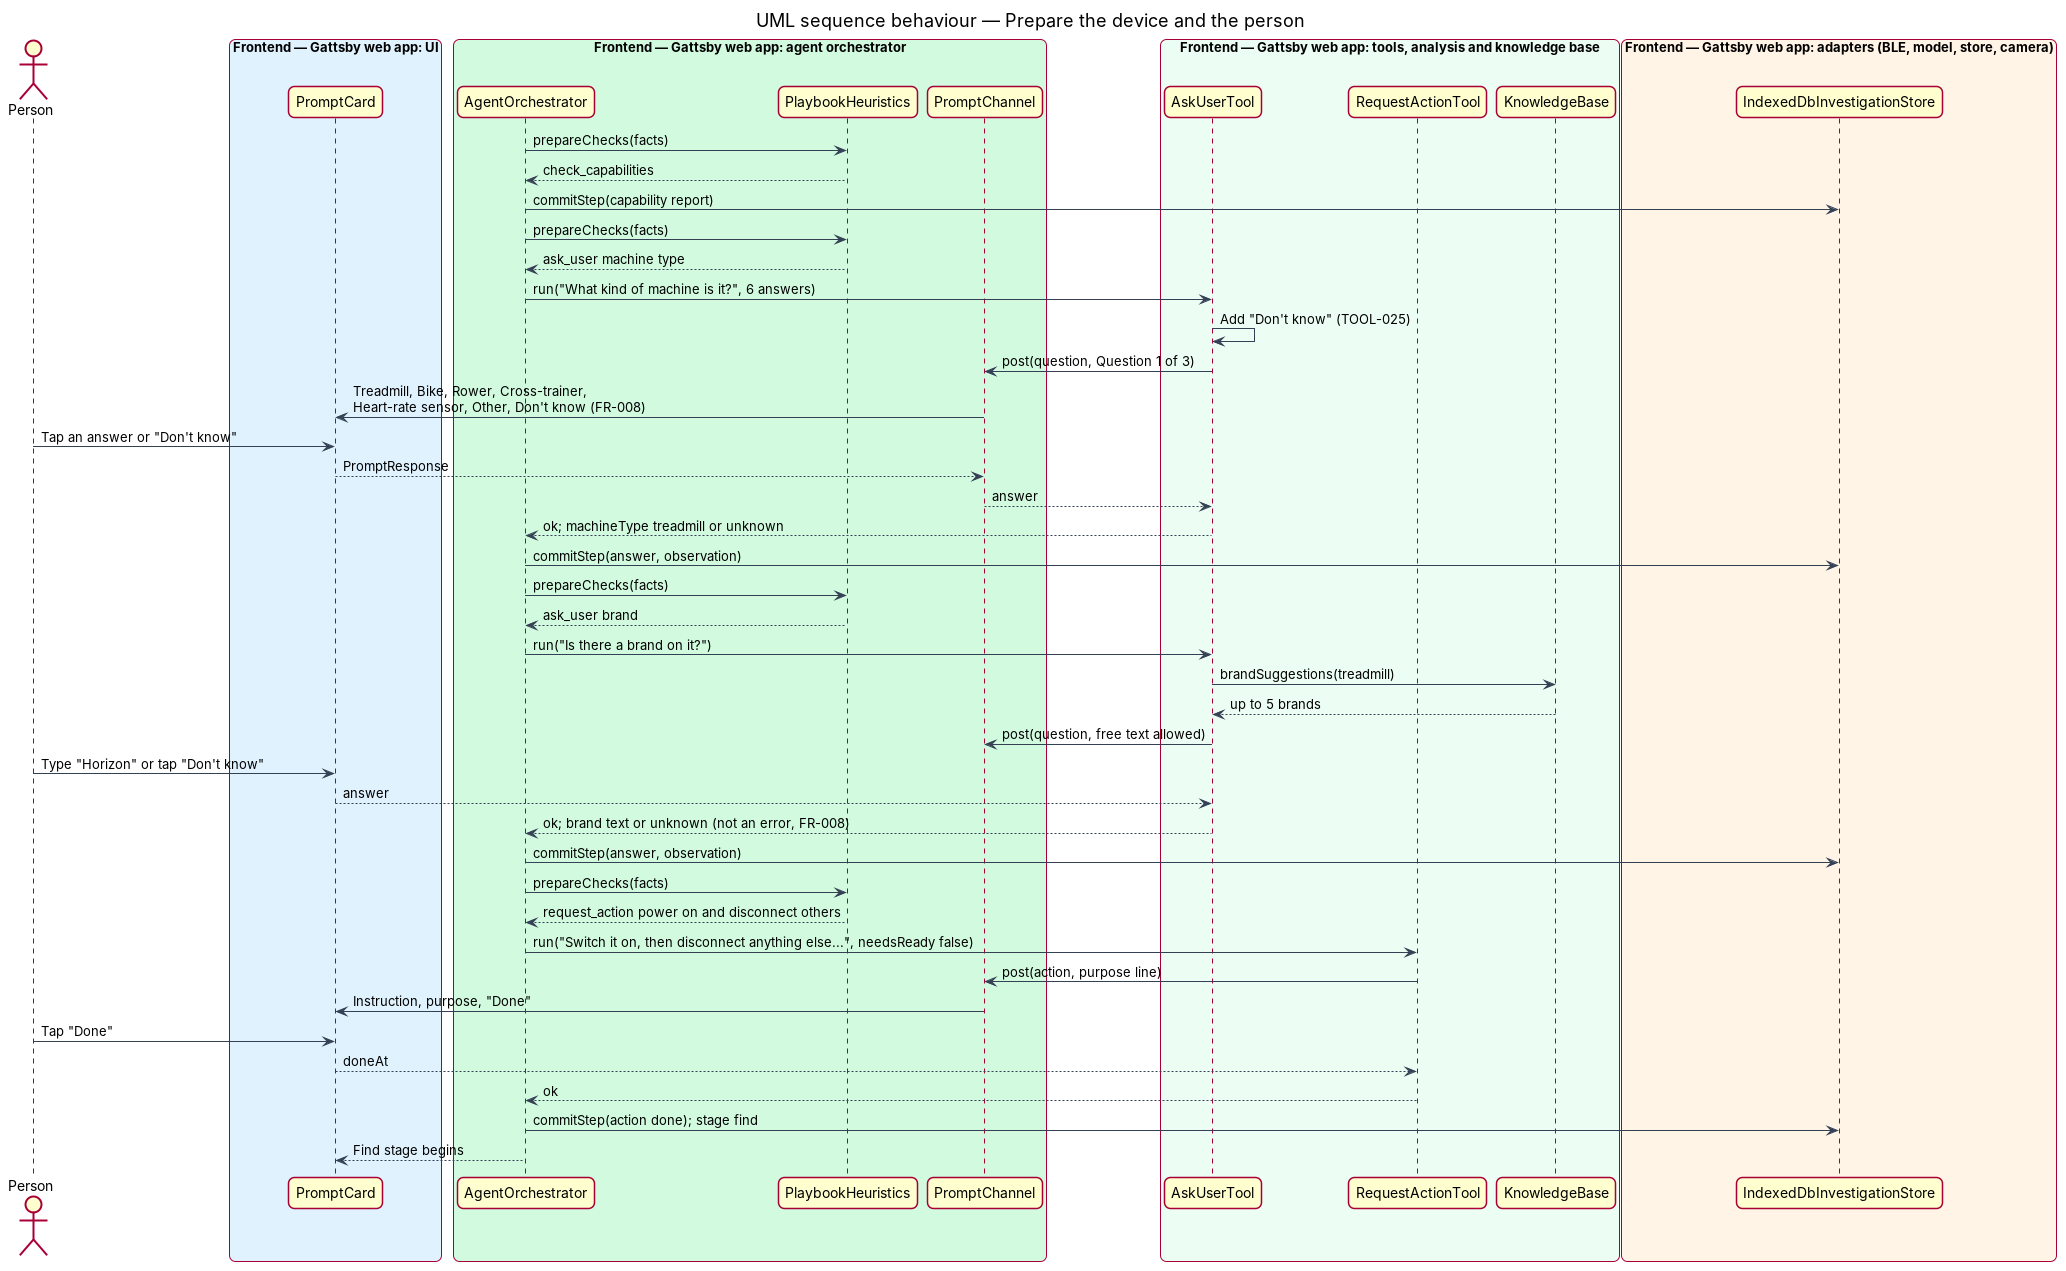 UML sequence behaviour — Prepare the device and the person
Frontend — Gattsby web app: UI
Frontend — Gattsby web app: agent orchestrator
Frontend — Gattsby web app: tools, analysis and knowledge base
Frontend — Gattsby web app: adapters (BLE, model, store, camera)
Person
PromptCard
AgentOrchestrator
PlaybookHeuristics
PromptChannel
AskUserTool
RequestActionTool
KnowledgeBase
IndexedDbInvestigationStore
prepareChecks(facts)
check_capabilities
commitStep(capability report)
prepareChecks(facts)
ask_user machine type
run("What kind of machine is it?", 6 answers)
Add "Don't know" (TOOL-025)
post(question, Question 1 of 3)
Treadmill, Bike, Rower, Cross-trainer,
Heart-rate sensor, Other, Don't know (FR-008)
Tap an answer or "Don't know"
PromptResponse
answer
ok; machineType treadmill or unknown
commitStep(answer, observation)
prepareChecks(facts)
ask_user brand
run("Is there a brand on it?")
brandSuggestions(treadmill)
up to 5 brands
post(question, free text allowed)
Type "Horizon" or tap "Don't know"
answer
ok; brand text or unknown (not an error, FR-008)
commitStep(answer, observation)
prepareChecks(facts)
request_action power on and disconnect others
run("Switch it on, then disconnect anything else...", needsReady false)
post(action, purpose line)
Instruction, purpose, "Done"
Tap "Done"
doneAt
ok
commitStep(action done); stage find
Find stage begins
Person
PromptCard
AgentOrchestrator
PlaybookHeuristics
PromptChannel
AskUserTool
RequestActionTool
KnowledgeBase
IndexedDbInvestigationStore